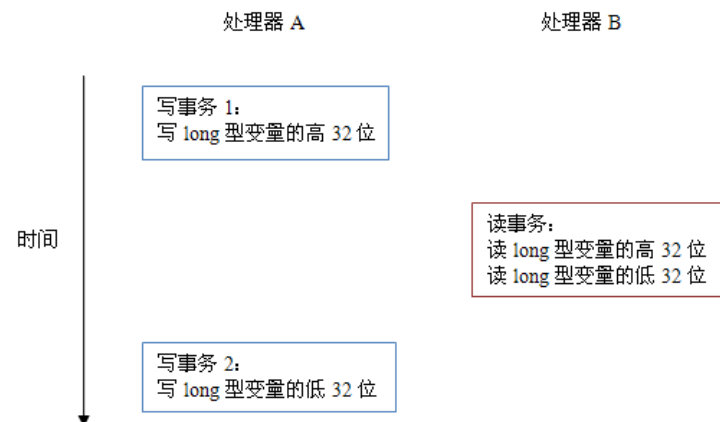 处理器 A
处理器 B
写事务 1：
写 long 型变量的高 32 位
时间
读事务：
读 long 型变量的高 32 位
读 long 型变量的低 32 位
写事务 2：
写 long 型变量的低 32 位